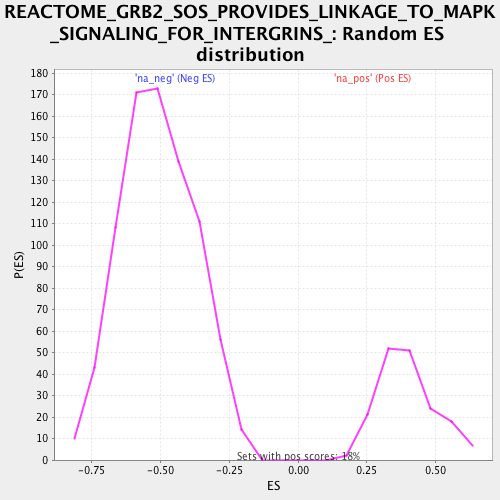 REACTOME_GRB2_SOS_PROVIDES_LINKAGE_TO_MAPK
_SIGNALING_FOR_INTERGRINS_: Random ES
distribution
'na_neg' (Neg ES) 'na_pos' (Pos ES)
180
170
160
150
140
130
120
110
100
90
80
70
60
50
40
30
20
10
0
P(ES)
Sets with pos scores: 18%
-0.75 -0.50 -0.25 0.00 0.25 0.50
ES